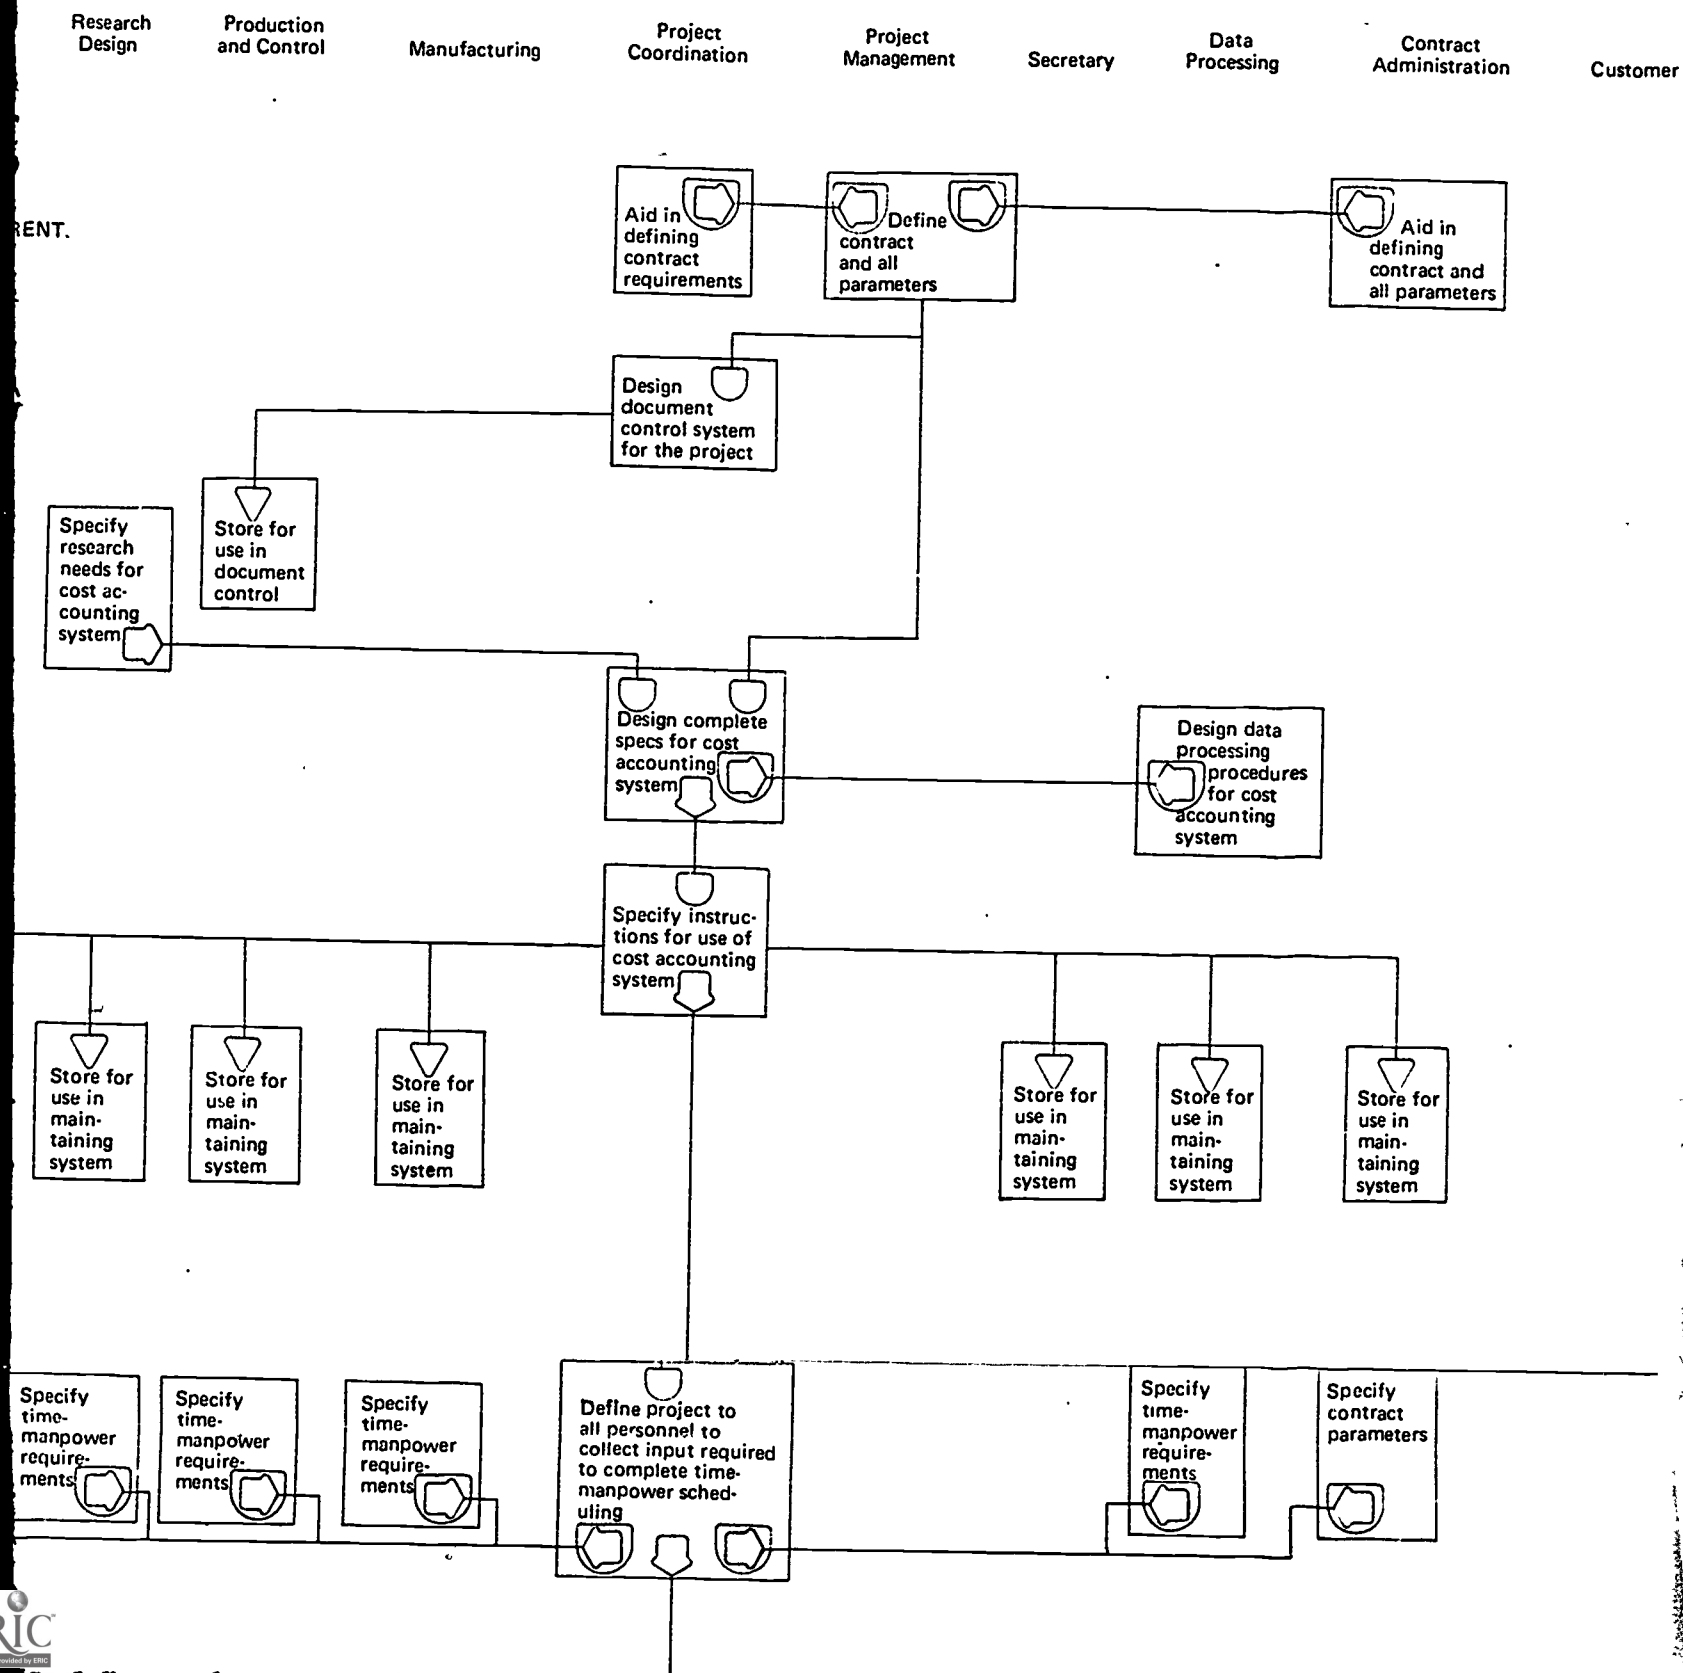 Research
Design
Production
and Control
Manufacturing
Project
Coordination
Project
Management
Secretary
Data
Processing
Contract
Administration
Customer
RENT.
Aid in
defining
contract
requirements
Define
contract
and all
parameters
Aid in
defining
contract and
all parameters
Design
document
control system
for the project
Store for
use in
document
control
Specify
research
needs for
cost ac-
counting
system
Design complete
specs for cost
accounting
system
Design data
processing
procedures
for cost
accounting
system
Specify instruc-
tions for use of
cost accounting
system
Store for
use in
main-
taining
system
Store for
use in
main-
taining
system
Store for
use in
main-
taining
system
Store for
use in
main-
taining
system
Store for
use in
main-
taining
system
Store for
use in
main-
taining
system
Specify
time-
manpower
require-
ments
Specify
time-
manpower
require-
ments
Specify
time-
manpower
require-
ments
Define project to
all personnel to
collect input required
to complete time-
manpower sched-
uling
Specify
time-
manpower
require-
ments
Specify
contract
parameters
RIC
Provided by ERIC